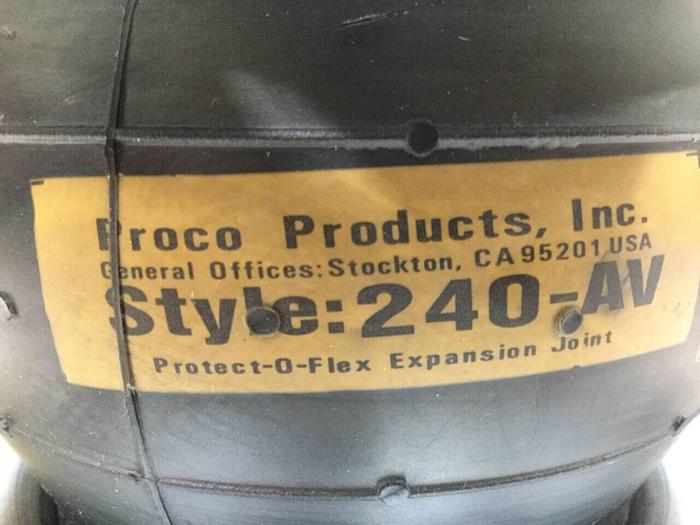 Proco Products, Inc.
General Offices: Stockton, CA 95201 USA
Style: 240-AV
Protect-O-Flex Expansion Joint